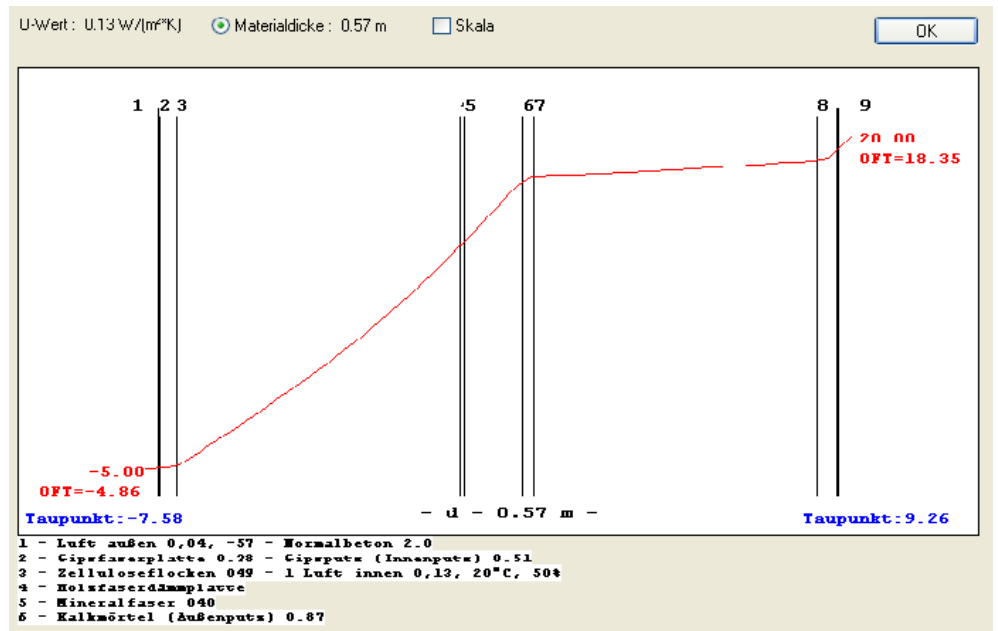 U-Wert : 0.13 W/(m²*K) Materialdicke : 0.57 m Skala OK
1 2 3 5 67 8 9
20.00
OFT=18.35
-5.00
OFT=-4.86
Taupunkt:-7.58 - d - 0.57 m - Taupunkt:9.26
1 - Luft außen 0,04, -57 - Normalbeton 2.0
2 - Gipsfaserplatte 0.28 - Gipsputz (Innenputz) 0.51
3 - Zelluloseflocken 049 - 1 Luft innen 0,13, 20°C, 50%
4 - Holzfaserdämmplatte
5 - Mineralfaser 040
6 - Kalkmörtel (Außenputz) 0.87